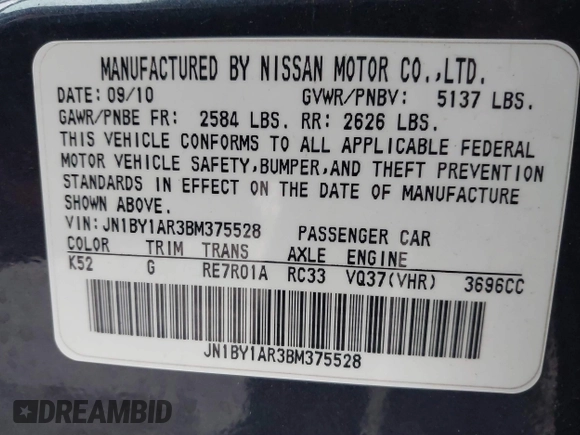 MANUFACTURED BY NISSAN MOTOR CO.,LTD.
DATE: 09/10 GVWR/PNBV: 5137 LBS.
GAWR/PNBE FR: 2584 LBS. RR: 2626 LBS.
THIS VEHICLE CONFORMS TO ALL APPLICABLE FEDERAL
MOTOR VEHICLE SAFETY,BUMPER,AND THEFT PREVENTION
STANDARDS IN EFFECT ON THE DATE OF MANUFACTURE
SHOWN ABOVE.
VIN: JN1BY1AR3BM375528 PASSENGER CAR
COLOR TRIM TRANS AXLE ENGINE
K52 G RE7R01A RC33 VQ37(VHR) 3696CC
JN1BY1AR3BM375528
DREAMBID